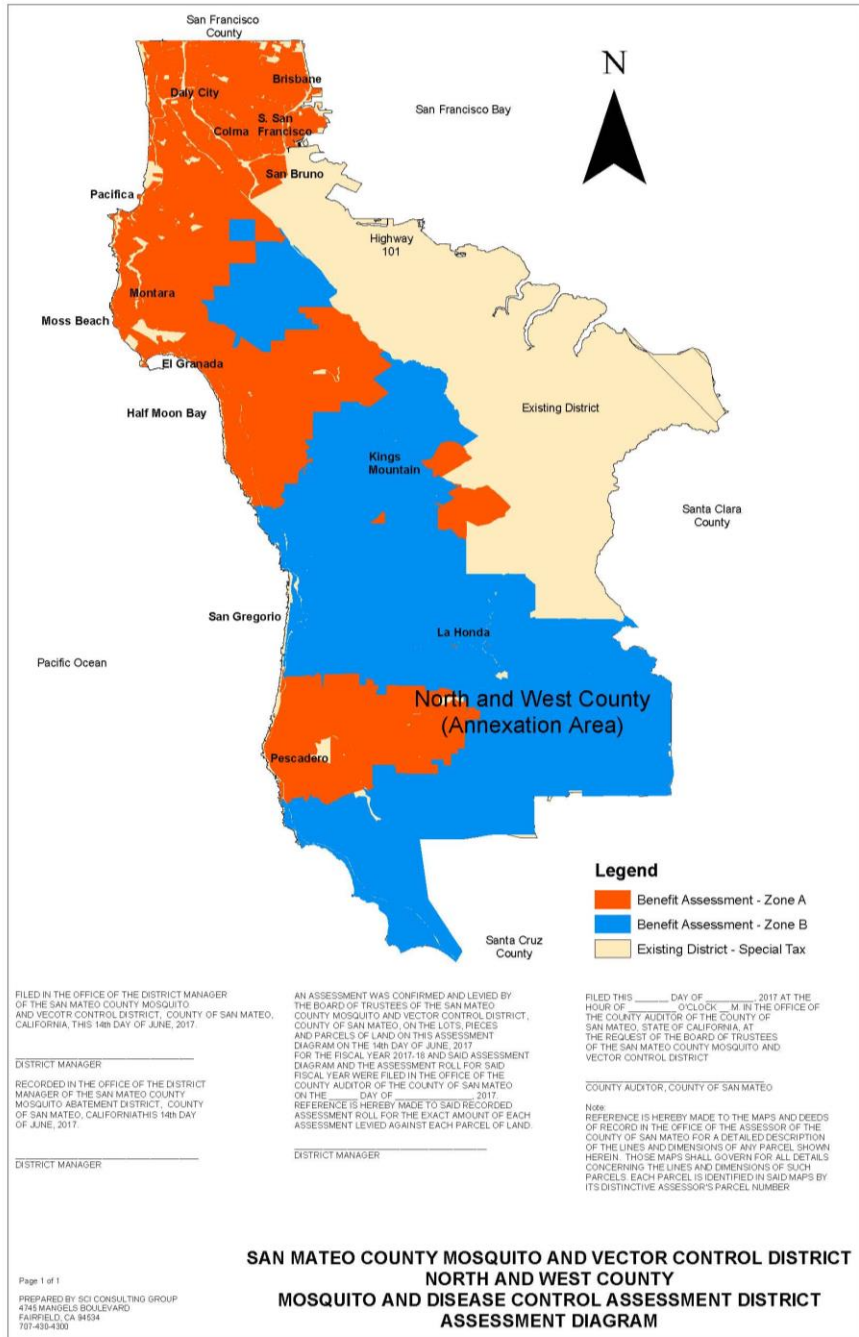 San Francisco
County
Brisbane
Daly City
San Francisco Bay
N
S. San
Francisco
Colma
San Bruno
Pacifica
Highway
101
Montara
Moss Beach
El Granada
Half Moon Bay
Existing District
Kings
Mountain
Santa Clara
County
San Gregorio
La Honda
Pacific Ocean
North and West County
(Annexation Area)
Pescadero
Legend
Benefit Assessment - Zone A
Benefit Assessment - Zone B
Existing District - Special Tax
Santa Cruz
County
FILED IN THE OFFICE OF THE DISTRICT MANAGER
OF THE SAN MATEO COUNTY MOSQUITO
AND VECOTR CONTROL DISTRICT, COUNTY OF SAN MATEO,
CALIFORNIA, THIS 14th DAY OF JUNE, 2017.
DISTRICT MANAGER
RECORDED IN THE OFFICE OF THE DISTRICT
MANAGER OF THE SAN MATEO COUNTY
MOSQUITO ABATEMENT DISTRICT, COUNTY
OF SAN MATEO, CALIFORNIATHIS 14th DAY
OF JUNE, 2017.
DISTRICT MANAGER
AN ASSESSMENT WAS CONFIRMED AND LEVIED BY
THE BOARD OF TRUSTEES OF THE SAN MATEO
COUNTY MOSQUITO AND VECTOR CONTROL DISTRICT,
COUNTY OF SAN MATEO, ON THE LOTS, PIECES
AND PARCELS OF LAND ON THIS ASSESSMENT
DIAGRAM ON THE 14th DAY OF JUNE, 2017
FOR THE FISCAL YEAR 2017-18 AND SAID ASSESSMENT
DIAGRAM AND THE ASSESSMENT ROLL FOR SAID
FISCAL YEAR WERE FILED IN THE OFFICE OF THE
COUNTY AUDITOR OF THE COUNTY OF SAN MATEO
ON THE ______ DAY OF ______________, 2017.
REFERENCE IS HEREBY MADE TO SAID RECORDED
ASSESSMENT ROLL FOR THE EXACT AMOUNT OF EACH
ASSESSMENT LEVIED AGAINST EACH PARCEL OF LAND.
DISTRICT MANAGER
FILED THIS ______ DAY OF _________, 2017 AT THE
HOUR OF ________ O'CLOCK __M. IN THE OFFICE OF
THE COUNTY AUDITOR OF THE COUNTY OF
SAN MATEO, STATE OF CALIFORNIA, AT
THE REQUEST OF THE BOARD OF TRUSTEES
OF THE SAN MATEO COUNTY MOSQUITO AND
VECTOR CONTROL DISTRICT
COUNTY AUDITOR, COUNTY OF SAN MATEO
Note:
REFERENCE IS HEREBY MADE TO THE MAPS AND DEEDS
OF RECORD IN THE OFFICE OF THE ASSESSOR OF THE
COUNTY OF SAN MATEO FOR A DETAILED DESCRIPTION
OF THE LINES AND DIMENSIONS OF ANY PARCEL SHOWN
HEREIN. THOSE MAPS SHALL GOVERN FOR ALL DETAILS
CONCERNING THE LINES AND DIMENSIONS OF SUCH
PARCELS. EACH PARCEL IS IDENTIFIED IN SAID MAPS BY
ITS DISTINCTIVE ASSESSOR'S PARCEL NUMBER
SAN MATEO COUNTY MOSQUITO AND VECTOR CONTROL DISTRICT
NORTH AND WEST COUNTY
MOSQUITO AND DISEASE CONTROL ASSESSMENT DISTRICT
ASSESSMENT DIAGRAM
Page 1 of 1
PREPARED BY SCI CONSULTING GROUP
4745 MANGELS BOULEVARD
FAIRFIELD, CA 94534
707-430-4300